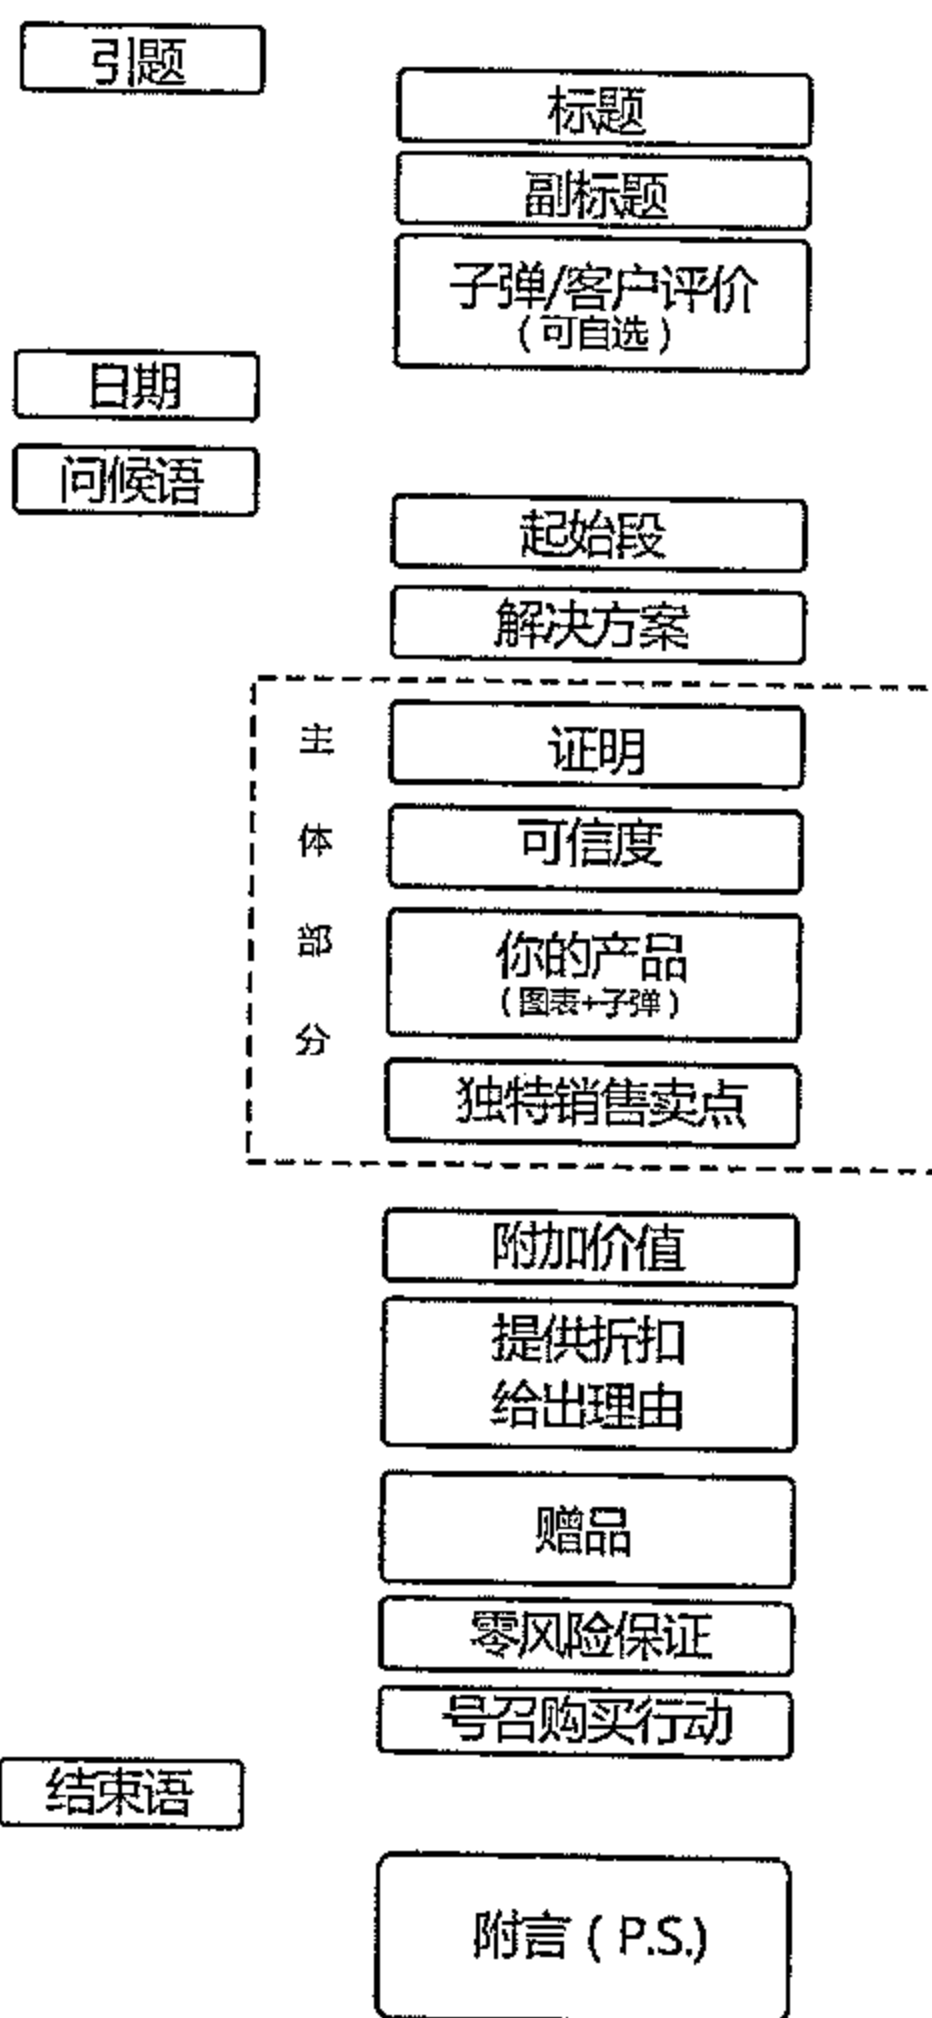 引题
标题
副标题
子弹/客户评价
(可自选)
日期
问候语
起始段
解决方案
主体部分
证明
可信度
你的产品
(图表+子弹)
独特销售卖点
附加价值
提供折扣
给出理由
赠品
零风险保证
号召购买行动
结束语
附言(P.S.)